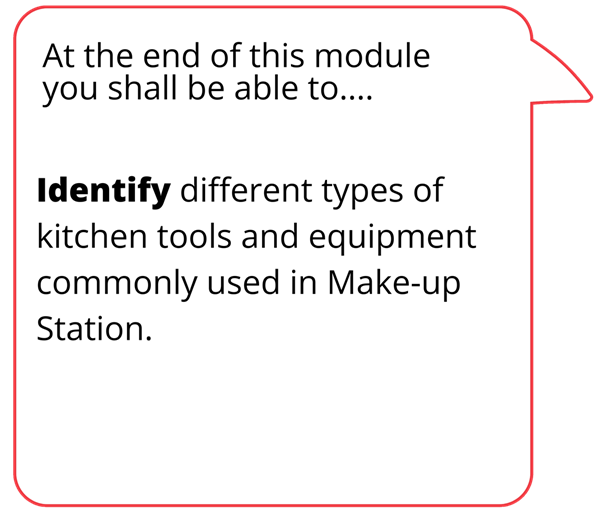 At the end of this module
you shall be able to....
Identify different types of
kitchen tools and equipment
commonly used in Make-up
Station.